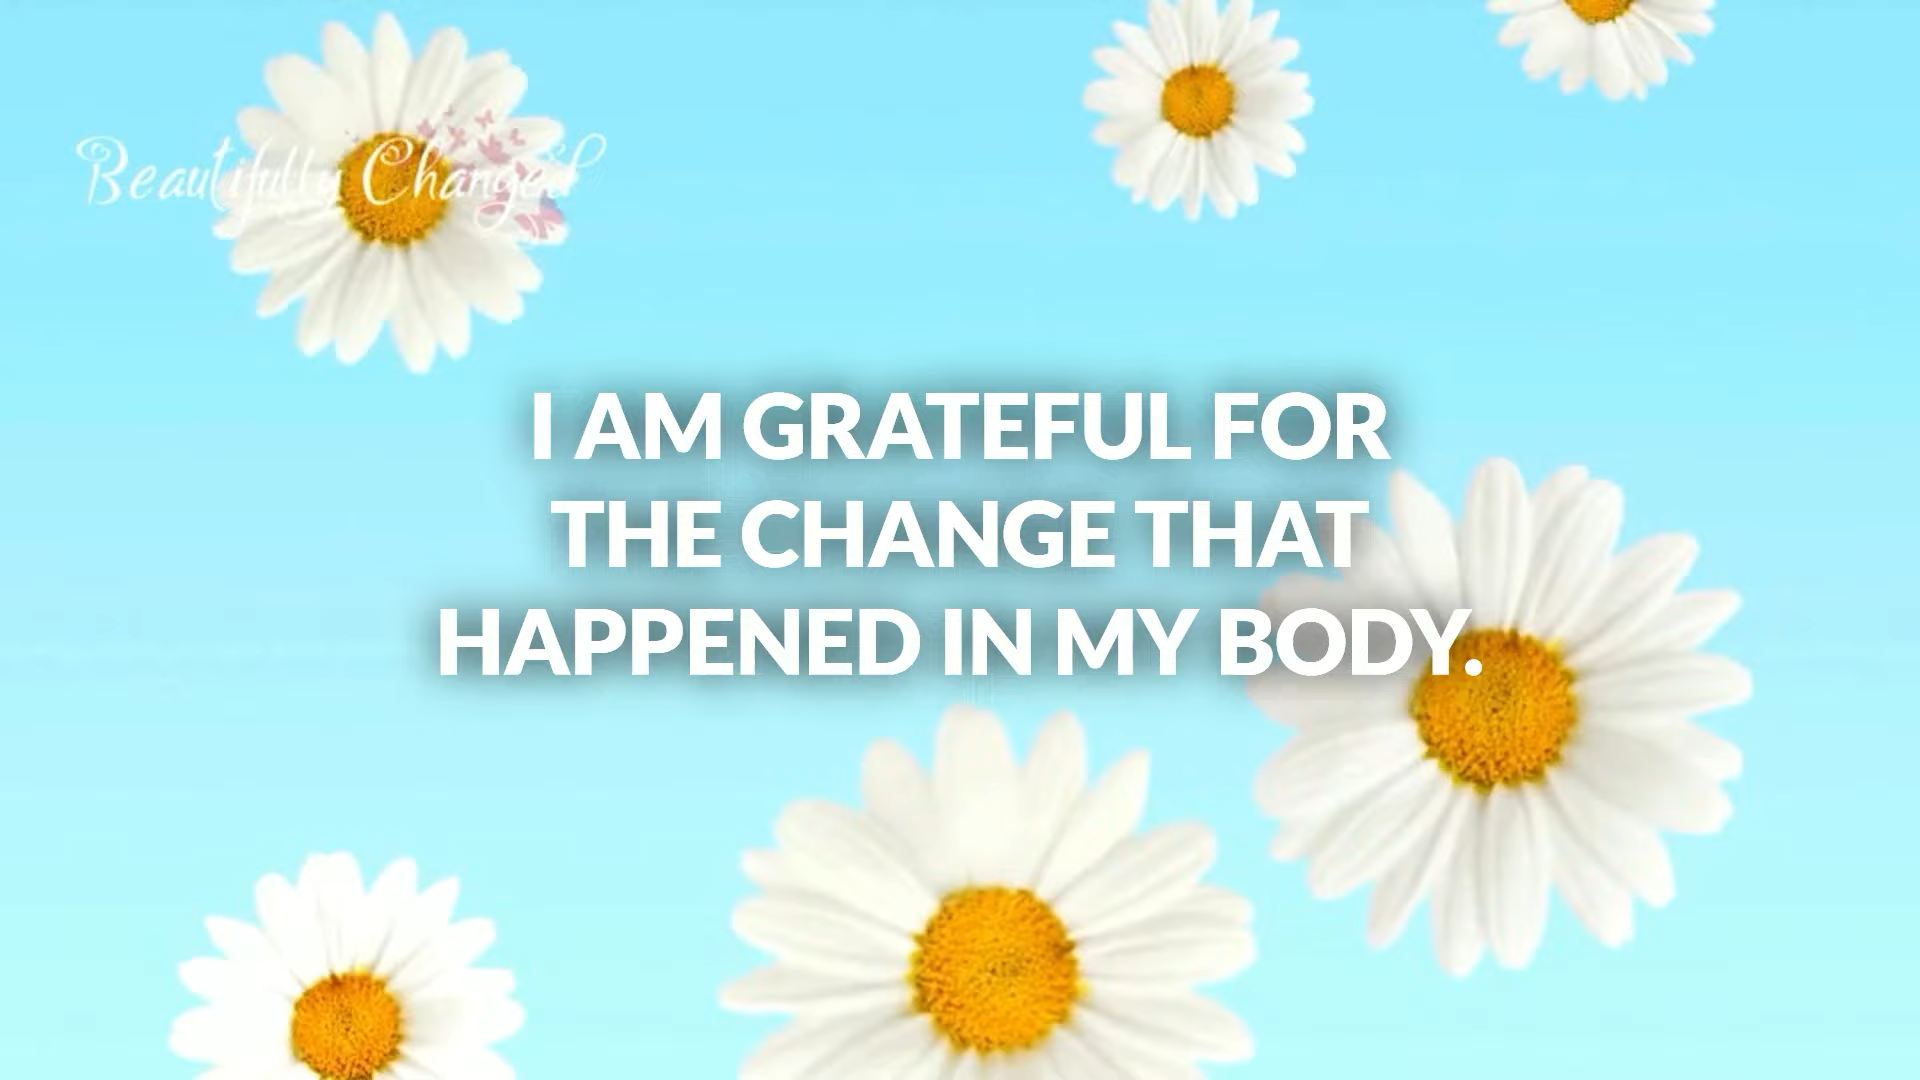 Beautifully Changed
I AM GRATEFUL FOR
THE CHANGE THAT
HAPPENED IN MY BODY.